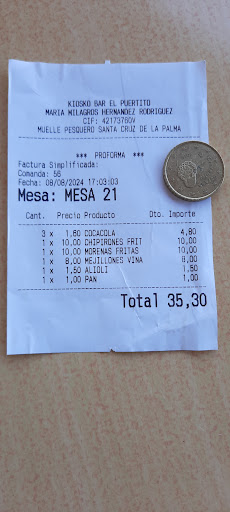 KIOSKO BAR EL PUERTITO
MARIA MILAGROS HERNANDEZ RODRIGUEZ
CIF: 42173760V
MUELLE PESQUERO SANTA CRUZ DE LA PALMA
*** PROFORMA ***
Factura Simplificada:
Comanda: 56
Fecha: 08/08/2024 17:03:03
Mesa: MESA 21
Cant. Precio Producto Dto. Importe
3 x 1,60 COCACOLA 4,80
1 x 10,00 CHIPIRONES FRIT 10,00
1 x 10,00 MORENAS FRITAS 10,00
1 x 8,00 MEJILLONES VINA 8,00
1 x 1,50 ALIOLI 1,50
1 x 1,00 PAN 1,00
Total 35,30